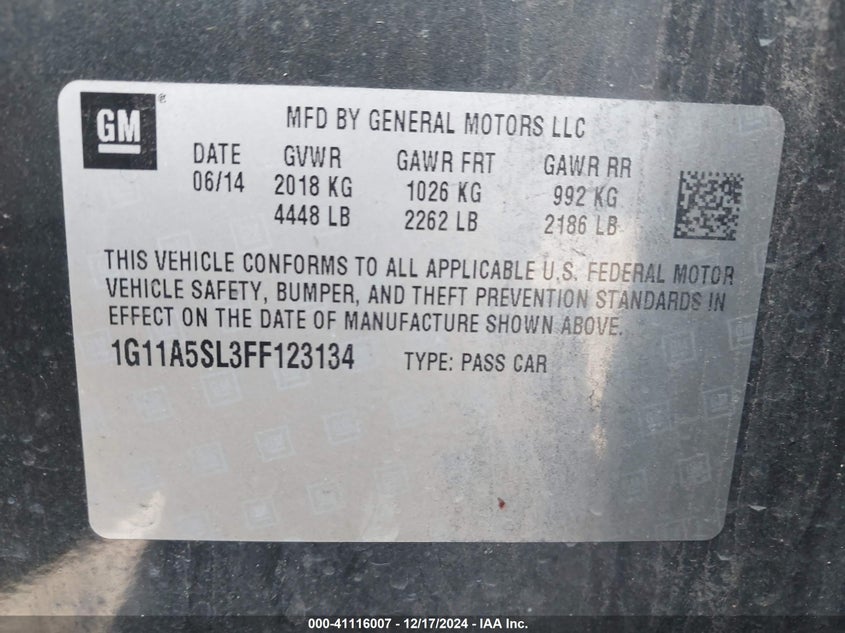 GM®
MFD BY GENERAL MOTORS LLC
DATE GVWR GAWR FRT GAWR RR
06/14 2018 KG 1026 KG 992 KG
4448 LB 2262 LB 2186 LB
THIS VEHICLE CONFORMS TO ALL APPLICABLE U.S. FEDERAL MOTOR
VEHICLE SAFETY, BUMPER, AND THEFT PREVENTION STANDARDS IN
EFFECT ON THE DATE OF MANUFACTURE SHOWN ABOVE.
1G11A5SL3FF123134 TYPE: PASS CAR
000-41116007 - 12/17/2024 - IAA Inc.